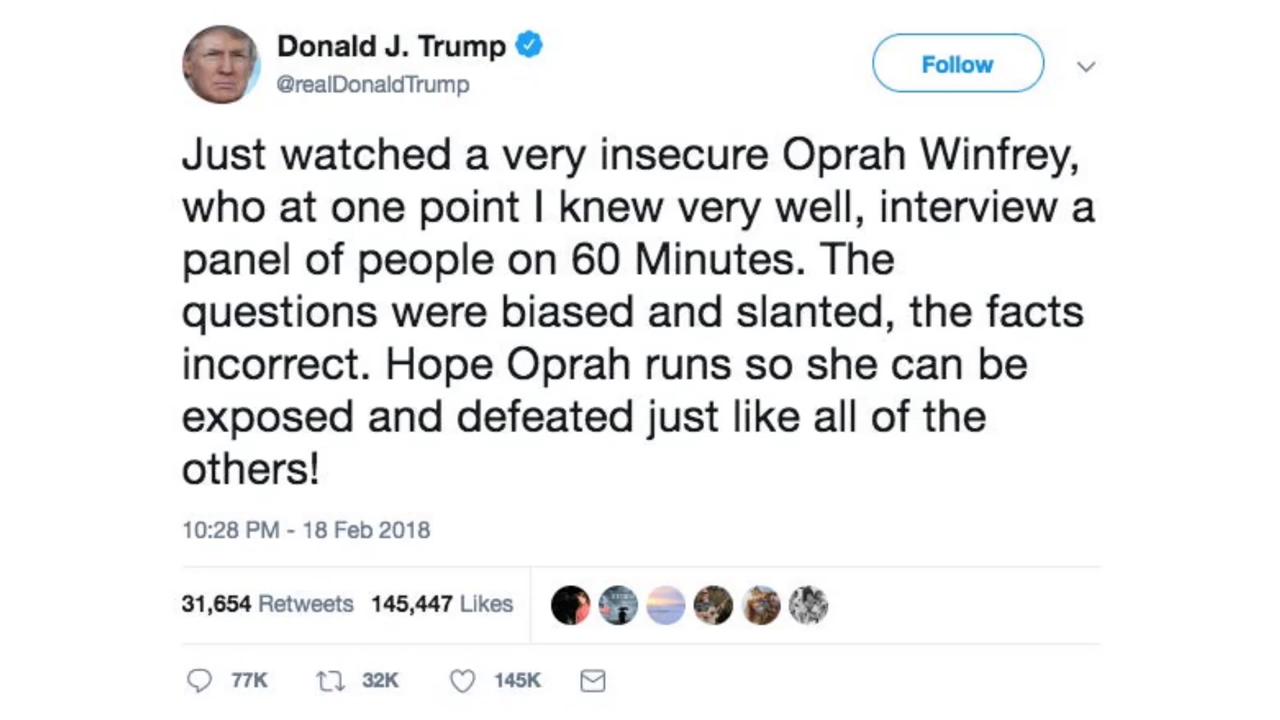 Donald J. Trump
@realDonaldTrump
Follow
Just watched a very insecure Oprah Winfrey,
who at one point I knew very well, interview a
panel of people on 60 Minutes. The
questions were biased and slanted, the facts
incorrect. Hope Oprah runs so she can be
exposed and defeated just like all of the
others!
10:28 PM - 18 Feb 2018
31,654 Retweets 145,447 Likes
77K 32K 145K